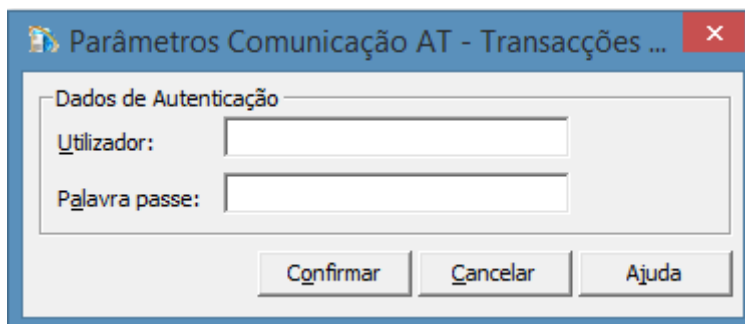 Parâmetros Comunicação AT - Transacções ...
Dados de Autenticação
Utilizador:
Palavra passe:
Confirmar Cancelar Ajuda